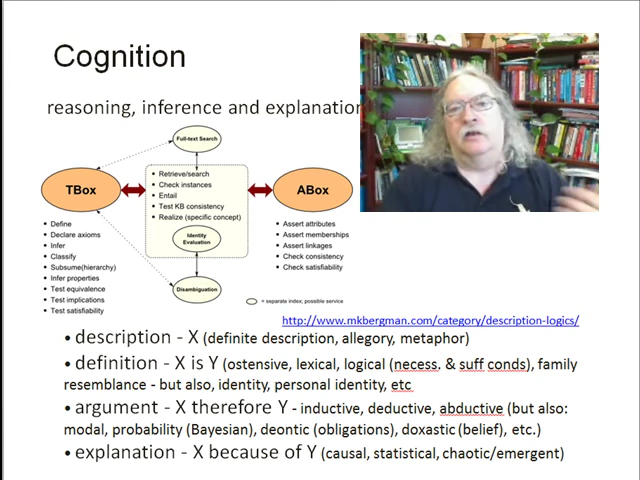 Cognition
reasoning, inference and explanation
Full-text Search
TBox
• Retrieve/search
• Check instances
• Entail
• Test KB consistency
• Realize (specific concept)
ABox
Identity
Evaluation
Disambiguation
• Define
• Declare axioms
• Infer
• Classify
• Subsume(hierarchy)
• Infer properties
• Test equivalence
• Test implications
• Test satisfiability
• Assert attributes
• Assert memberships
• Assert linkages
• Check consistency
• Check satisfiability
= separate index; possible service
http://www.mkbergman.com/category/description-logics/
• description - X (definite description, allegory, metaphor)
• definition - X is Y (ostensive, lexical, logical (necess. & suff conds), family
resemblance - but also, identity, personal identity, etc
• argument - X therefore Y - inductive, deductive, abductive (but also:
modal, probability (Bayesian), deontic (obligations), doxastic (belief), etc.)
• explanation - X because of Y (causal, statistical, chaotic/emergent)